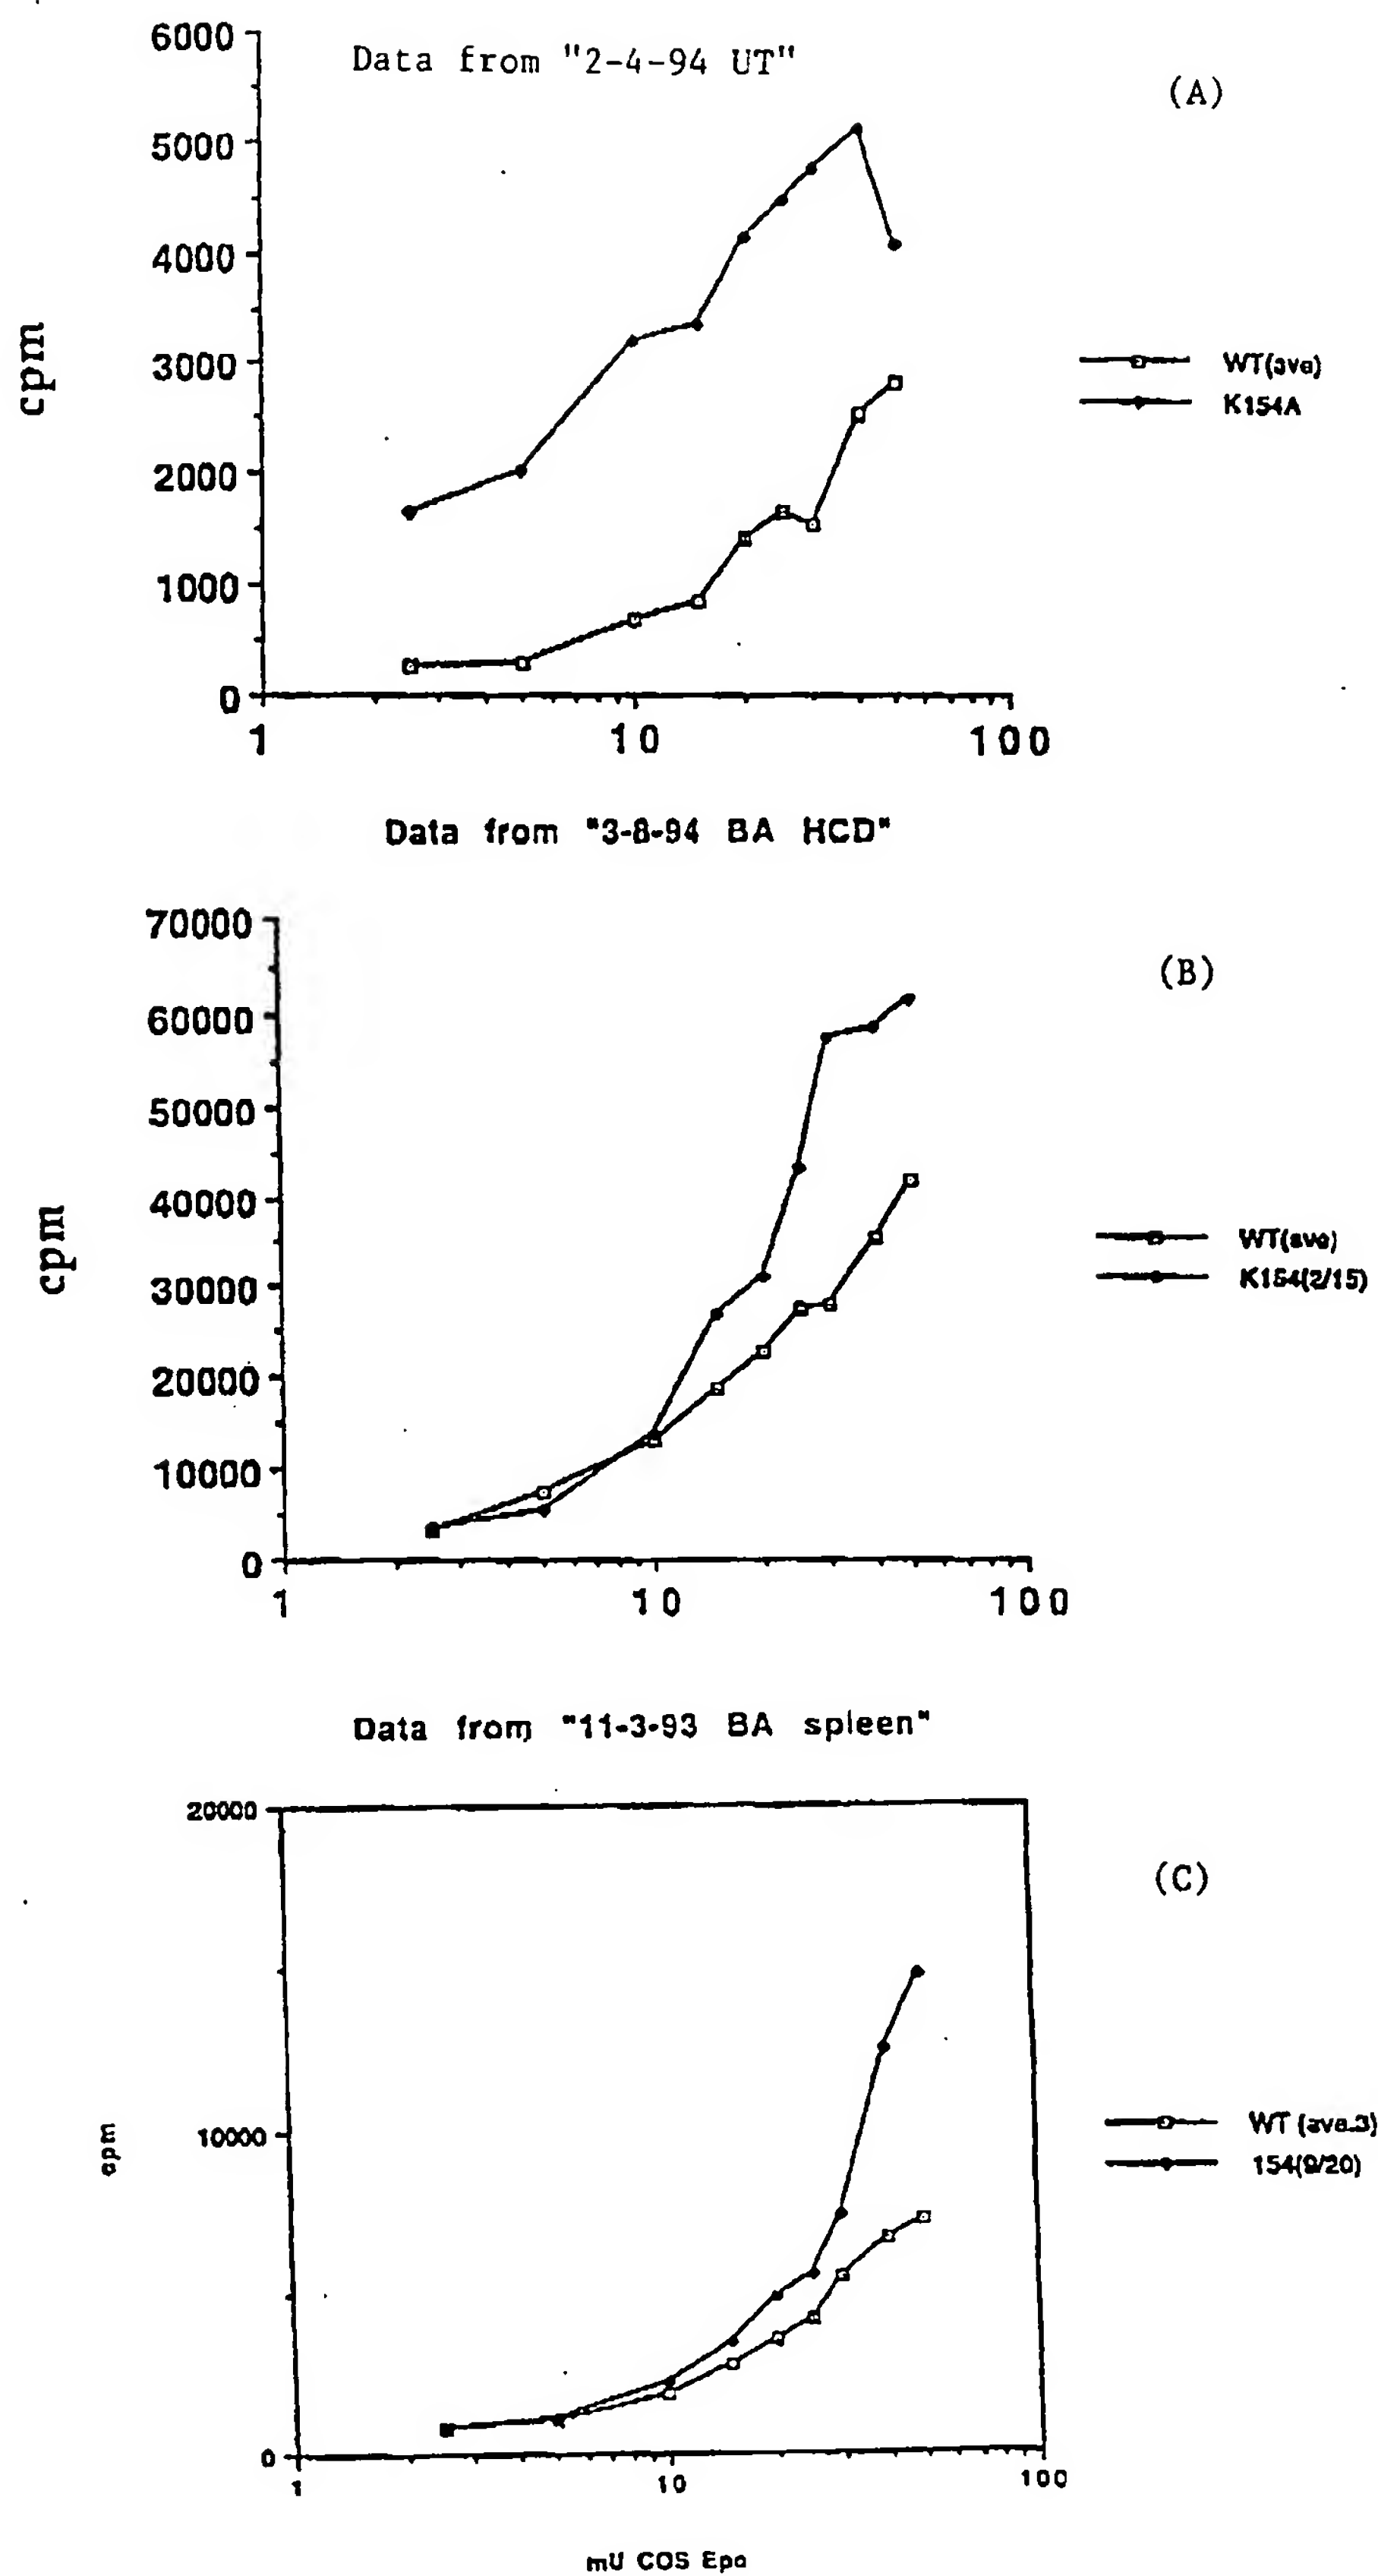 6000
Data from "2-4-94 UT"
(A)
5000
4000
cpm
3000
WT(ave)
K154A
2000
1000
0
1
10
100
Data from "3-8-94 BA HCD"
70000
(B)
60000
50000
40000
cpm
WT(ave)
K154(2/15)
30000
20000
10000
0
1
10
100
Data from "11-3-93 BA spleen"
20000
(C)
cpm
10000
WT (ave.3)
154(9/20)
0
1
10
100
mU COS Epo